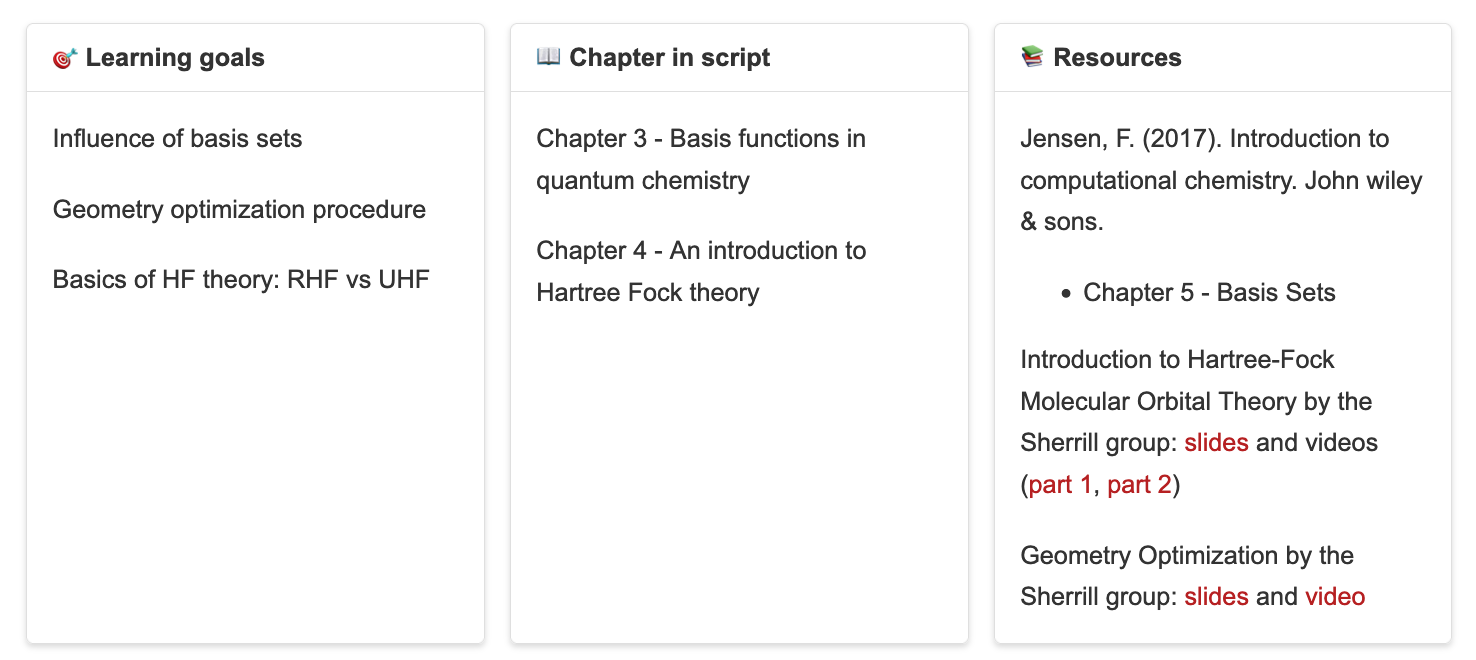 Learning goals
Influence of basis sets
Geometry optimization procedure
Basics of HF theory: RHF vs UHF
Chapter in script
Chapter 3 - Basis functions in
quantum chemistry
Chapter 4 - An introduction to
Hartree Fock theory
Resources
Jensen, F. (2017). Introduction to
computational chemistry. John wiley
& sons.
• Chapter 5 - Basis Sets
Introduction to Hartree-Fock
Molecular Orbital Theory by the
Sherrill group: slides and videos
(part 1, part 2)
Geometry Optimization by the
Sherrill group: slides and video